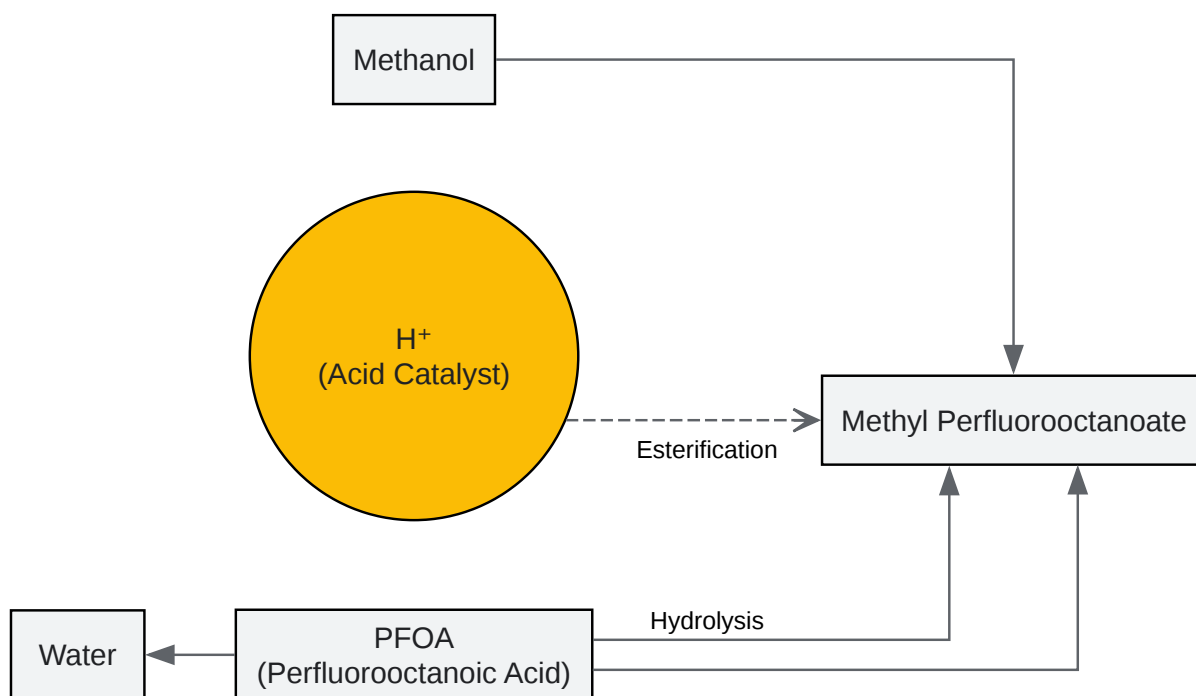 Methanol
H⁺
(Acid Catalyst)
Methyl Perfluorooctanoate
Esterification
Hydrolysis
Water
PFOA
(Perfluorooctanoic Acid)